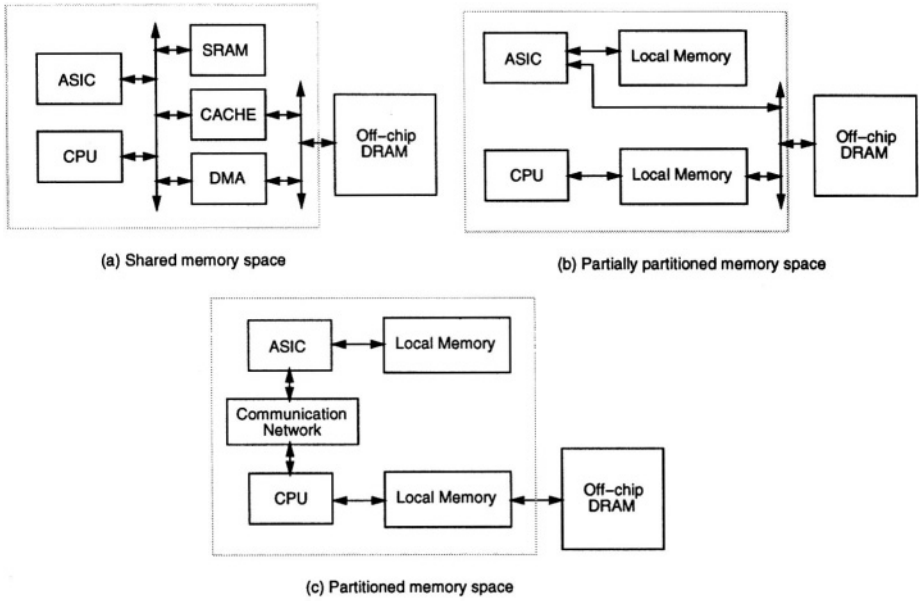 SRAM
ASIC
CACHE
CPU
DMA
Off-chip
DRAM
(a) Shared memory space
ASIC
Local Memory
CPU
Local Memory
Off-chip
DRAM
(b) Partially partitioned memory space
ASIC
Local Memory
Communication
Network
CPU
Local Memory
Off-chip
DRAM
(c) Partitioned memory space